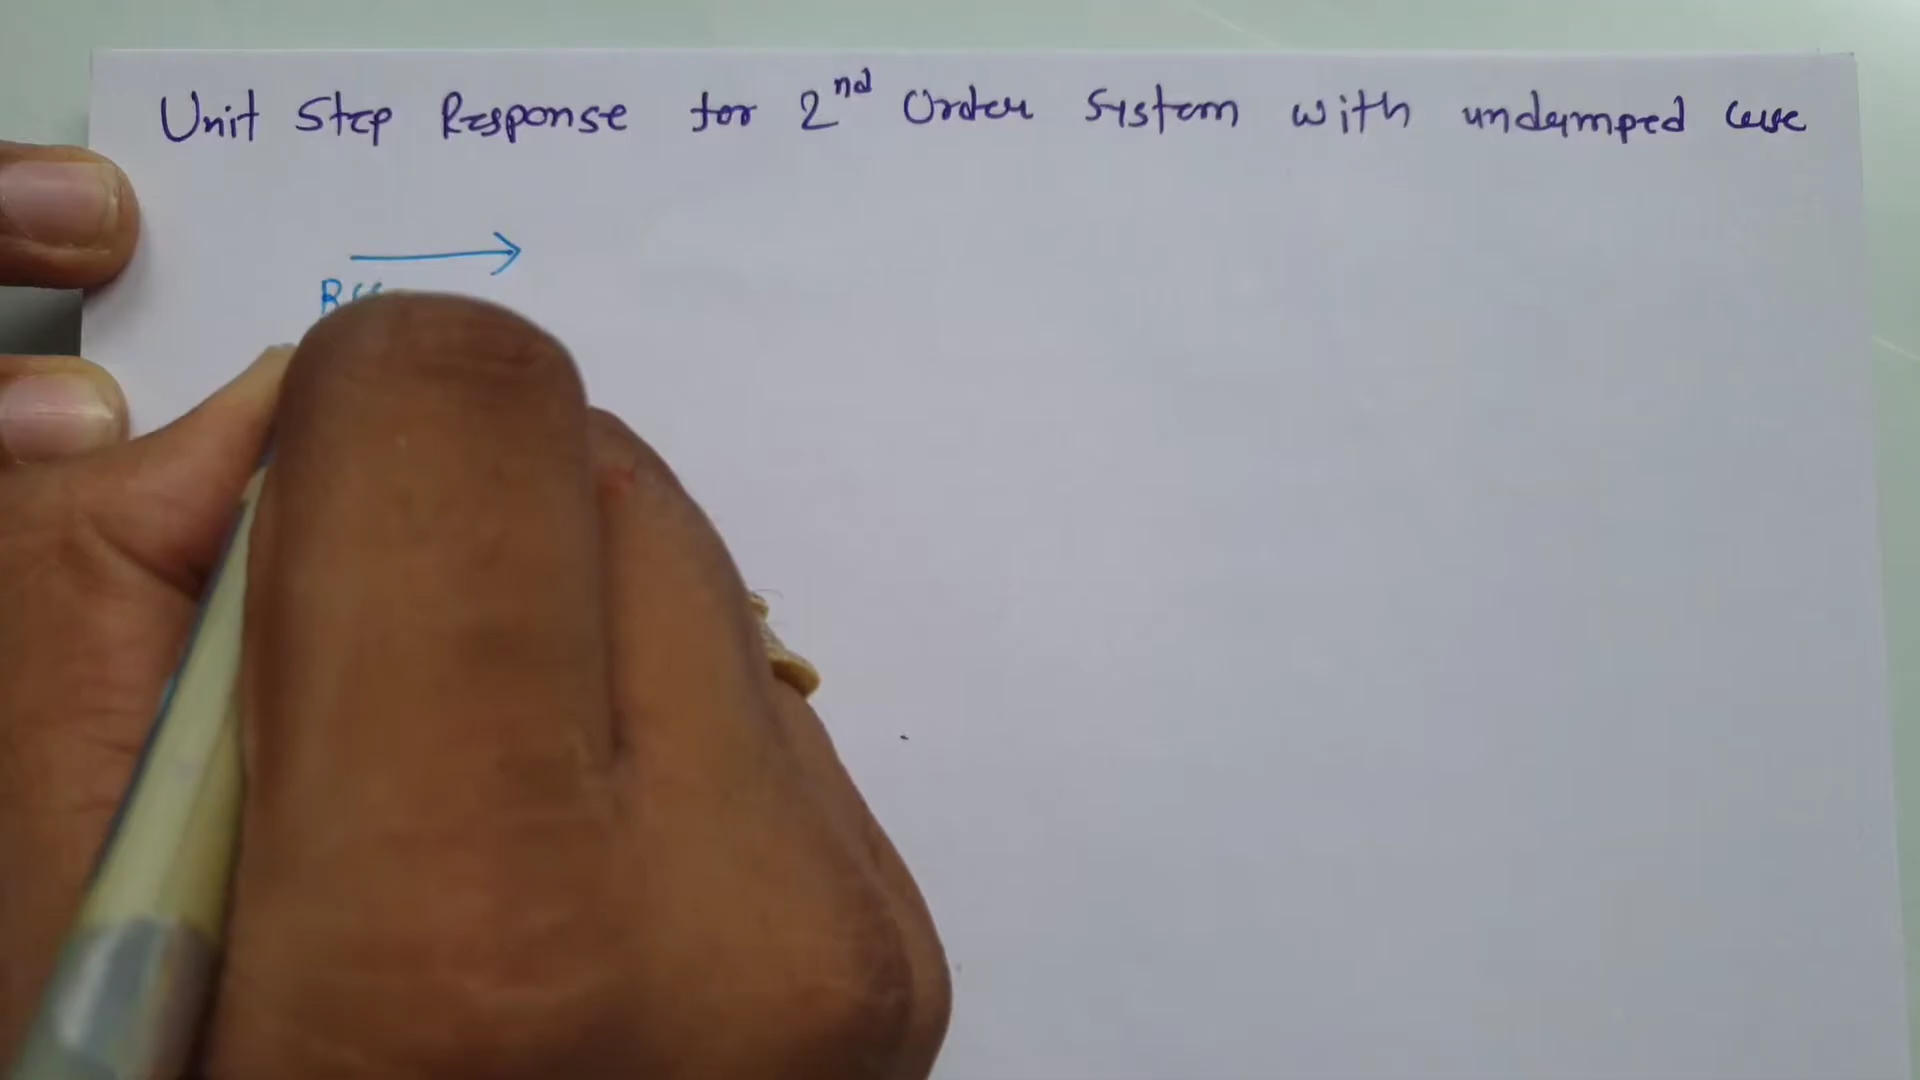 Unit Step Response for 2nd Order System with undamped case
R(s